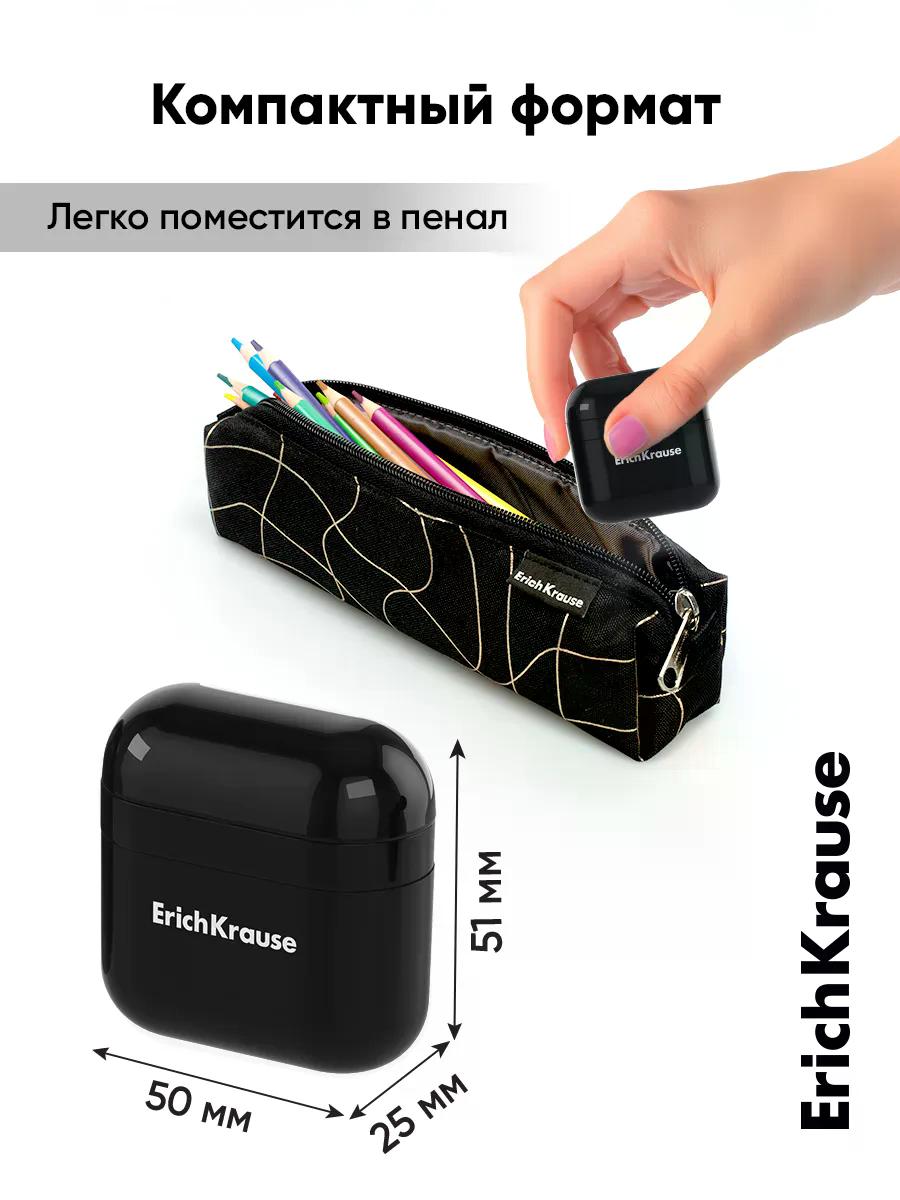 Компактный формат
Легко поместится в пенал
ErichKrause
ErichKrause
ErichKrause
51 мм
50 мм
25 мм
ErichKrause